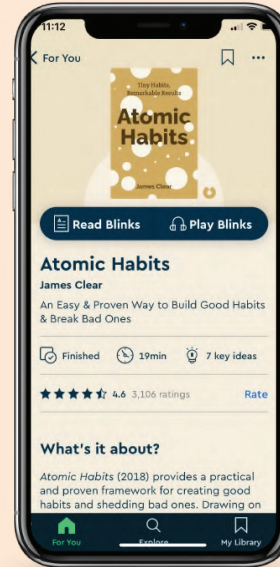 11:12
For You
Tiny Habits,
Remarkable Results
Atomic
Habits
James Clear
Read Blinks
Play Blinks
Atomic Habits
James Clear
An Easy & Proven Way to Build Good Habits
& Break Bad Ones
Finished
19min
7 key ideas
4.6 3,106 ratings
Rate
What's it about?
Atomic Habits (2018) provides a practical
and proven framework for creating good
habits and shedding bad ones. Drawing on
For You
Explore
My Library